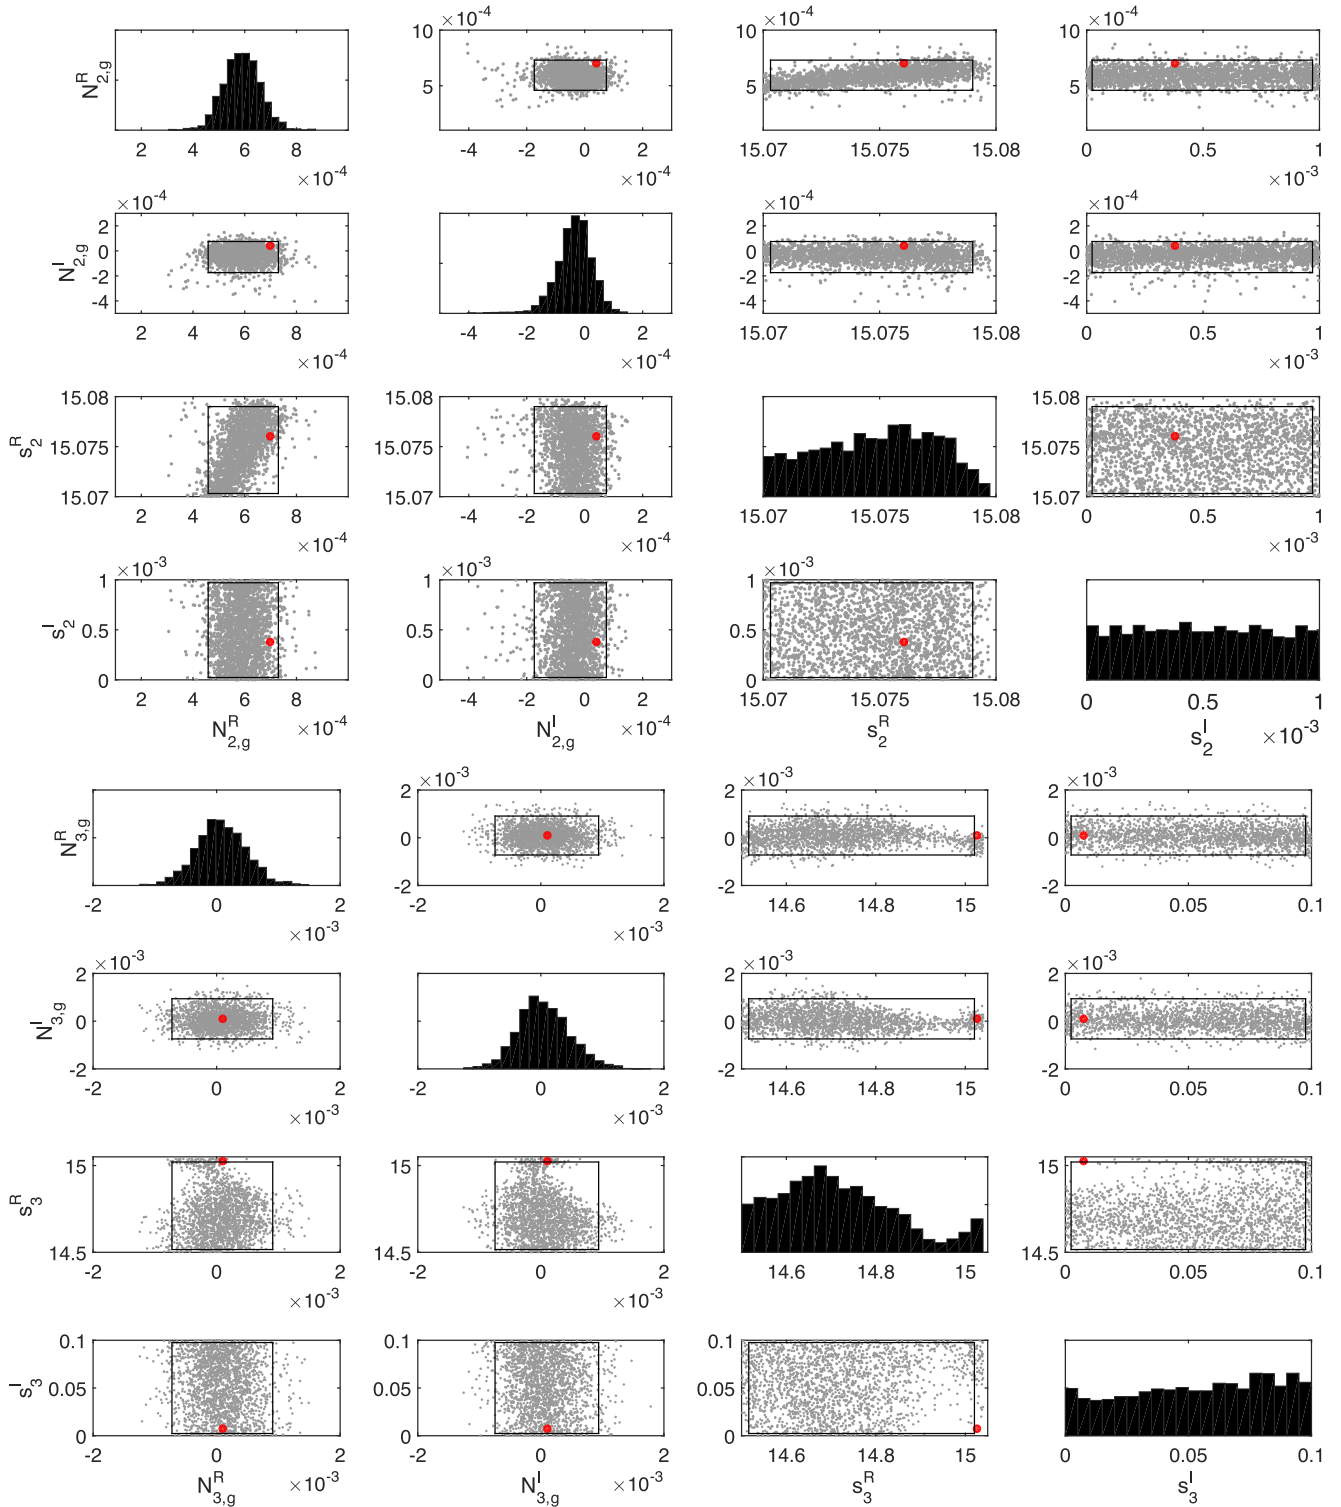 ×10⁻⁴ ×10⁻⁴ ×10⁻⁴
N^R_{2,g} 10 5 10 5 10 5
2 4 6 8 -4 -2 0 2 15.07 15.075 15.08 0 0.5 1
×10⁻⁴ ×10⁻⁴ ×10⁻³
×10⁻⁴ ×10⁻⁴ ×10⁻⁴
N^I_{2,g} 2 0 -2 -4 2 0 -2 -4 2 0 -2 -4
2 4 6 8 -4 -2 0 2 15.07 15.075 15.08 0 0.5 1
×10⁻⁴ ×10⁻⁴ ×10⁻³
s^R_2 15.08 15.075 15.07 15.08 15.075 15.07 15.08 15.075 15.07
2 4 6 8 -4 -2 0 2 15.07 15.075 15.08 0 0.5 1
×10⁻⁴ ×10⁻⁴ ×10⁻³
×10⁻³ ×10⁻³ ×10⁻³
s^I_2 1 0.5 0 1 0.5 0 1 0.5 0
2 4 6 8 -4 -2 0 2 15.07 15.075 15.08 0 0.5 1
N^R_{2,g} ×10⁻⁴ N^I_{2,g} ×10⁻⁴ s^R_2 s^I_2 ×10⁻³
×10⁻³ ×10⁻³ ×10⁻³
N^R_{3,g} 2 0 -2 2 0 -2 2 0 -2
-2 0 2 -2 0 2 14.6 14.8 15 0 0.05 0.1
×10⁻³ ×10⁻³
×10⁻³ ×10⁻³ ×10⁻³
N^I_{3,g} 2 0 -2 2 0 -2 2 0 -2
-2 0 2 -2 0 2 14.6 14.8 15 0 0.05 0.1
×10⁻³ ×10⁻³
s^R_3 15 14.5 15 14.5 15 14.5
-2 0 2 -2 0 2 14.6 14.8 15 0 0.05 0.1
×10⁻³ ×10⁻³
s^I_3 0.1 0.05 0 0.1 0.05 0 0.1 0.05 0
-2 0 2 -2 0 2 14.6 14.8 15 0 0.05 0.1
N^R_{3,g} ×10⁻³ N^I_{3,g} ×10⁻³ s^R_3 s^I_3